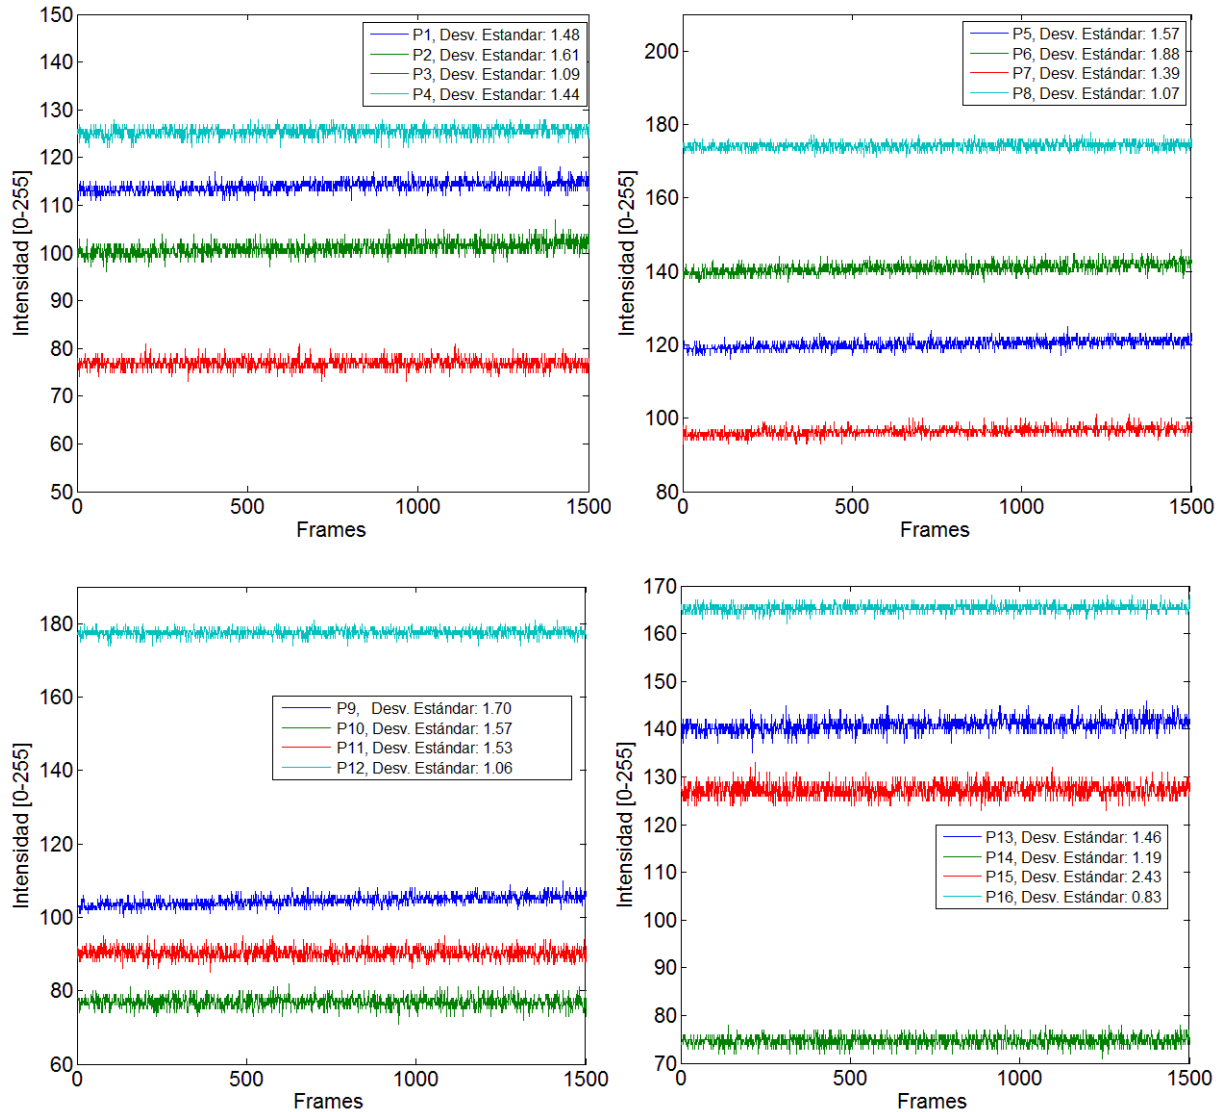 150
140
130
120
110
100
90
80
70
60
50
Intensidad [0-255]
P1, Desv. Estandar: 1.48
P2, Desv. Estandar: 1.61
P3, Desv. Estandar: 1.09
P4, Desv. Estandar: 1.44
0
500
1000
1500
Frames
200
180
160
140
120
100
80
Intensidad [0-255]
P5, Desv. Estándar: 1.57
P6, Desv. Estándar: 1.88
P7, Desv. Estándar: 1.39
P8, Desv. Estándar: 1.07
0
500
1000
1500
Frames
180
160
140
120
100
80
60
Intensidad [0-255]
P9, Desv. Estándar: 1.70
P10, Desv. Estándar: 1.57
P11, Desv. Estándar: 1.53
P12, Desv. Estándar: 1.06
0
500
1000
1500
Frames
170
160
150
140
130
120
110
100
90
80
70
Intensidad [0-255]
P13, Desv. Estándar: 1.46
P14, Desv. Estándar: 1.19
P15, Desv. Estándar: 2.43
P16, Desv. Estándar: 0.83
0
500
1000
1500
Frames